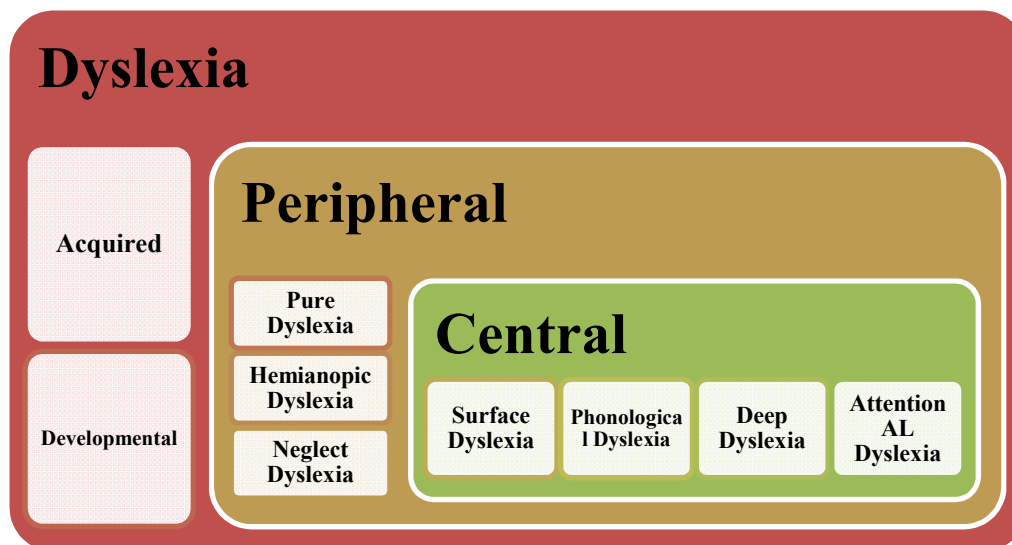 Dyslexia
Acquired
Developmental
Peripheral
Pure
Dyslexia
Hemianopic
Dyslexia
Neglect
Dyslexia
Central
Surface
Dyslexia
Phonologica
l Dyslexia
Deep
Dyslexia
Attention
AL
Dyslexia